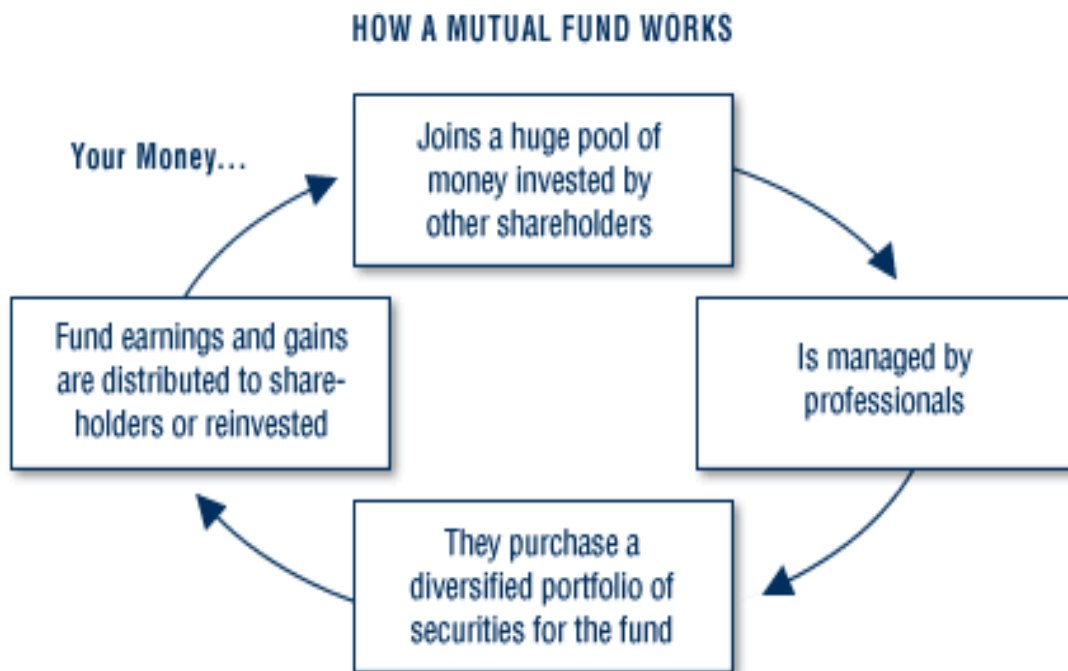 HOW A MUTUAL FUND WORKS
Your Money...
Joins a huge pool of
money invested by
other shareholders
Is managed by
professionals
They purchase a
diversified portfolio of
securities for the fund
Fund earnings and gains
are distributed to share-
holders or reinvested